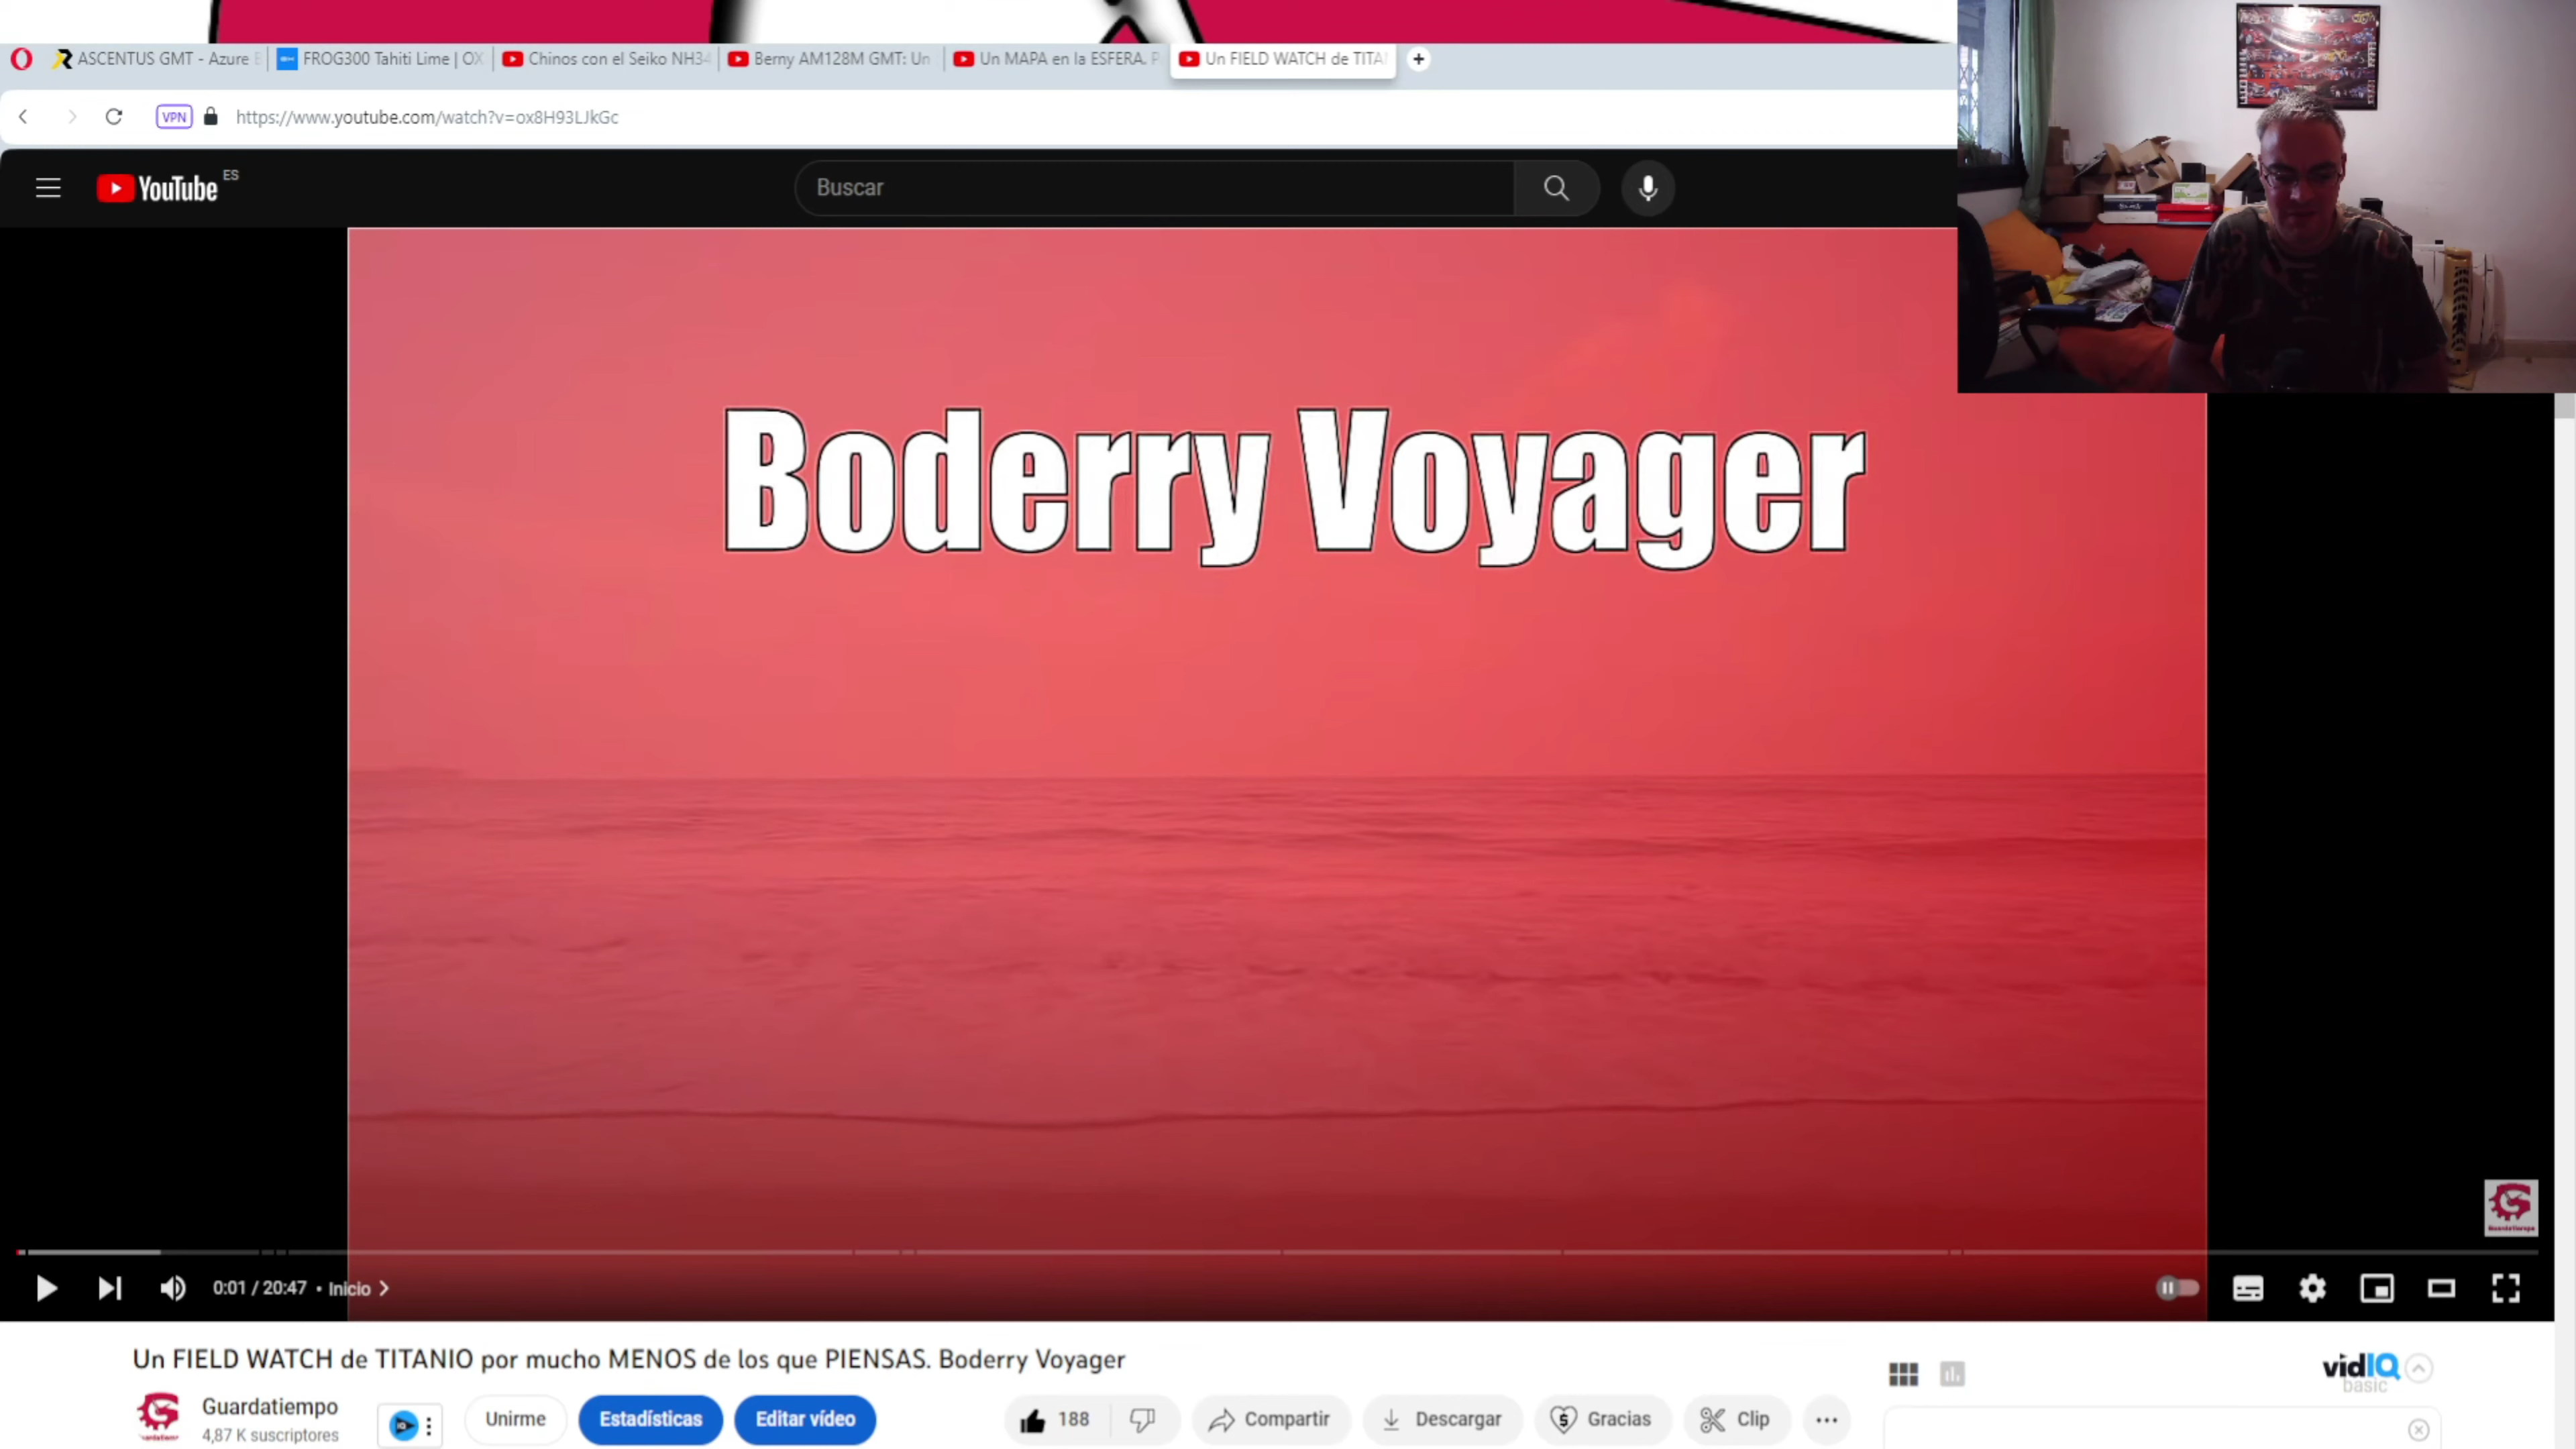 ASCENTUS GMT - Azure
FROG300 Tahiti Lime | OX
Chinos con el Seiko NH34
Berny AM128M GMT: Un
Un MAPA en la ESFERA. P
Un FIELD WATCH de TITA
VPN
https://www.youtube.com/watch?v=ox8H93LJkGc
YouTube ES
Buscar
Boderry Voyager
Guardatiempo
0:01 / 20:47 • Inicio
Un FIELD WATCH de TITANIO por mucho MENOS de los que PIENSAS. Boderry Voyager
vidIQ
basic
Guardatiempo
4,87 K suscriptores
Unirme
Estadísticas
Editar vídeo
188
Compartir
Descargar
Gracias
Clip